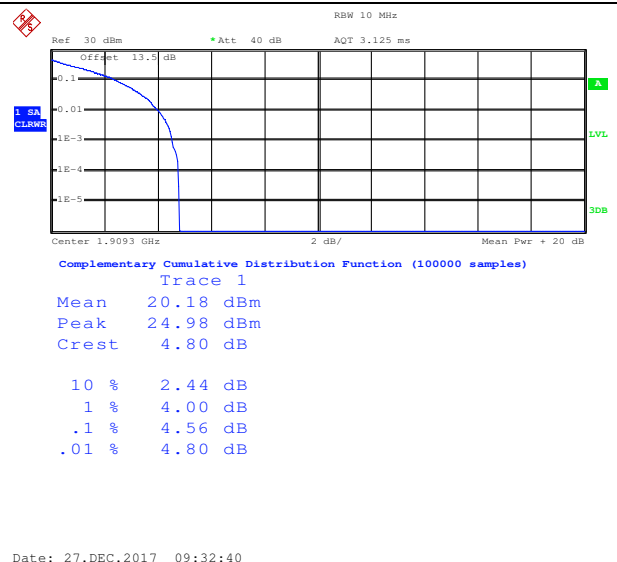 RBW 10 MHz
Ref 30 dBm *Att 40 dB AQT 3.125 ms
Offset 13.5 dB
0.1
A
0.01
1 SA
CLRWR
1E-3
LVL
1E-4
1E-5
3DB
Center 1.9093 GHz 2 dB/ Mean Pwr + 20 dB
Complementary Cumulative Distribution Function (100000 samples)
Trace 1
Mean 20.18 dBm
Peak 24.98 dBm
Crest 4.80 dB
10 % 2.44 dB
1 % 4.00 dB
.1 % 4.56 dB
.01 % 4.80 dB
Date: 27.DEC.2017 09:32:40